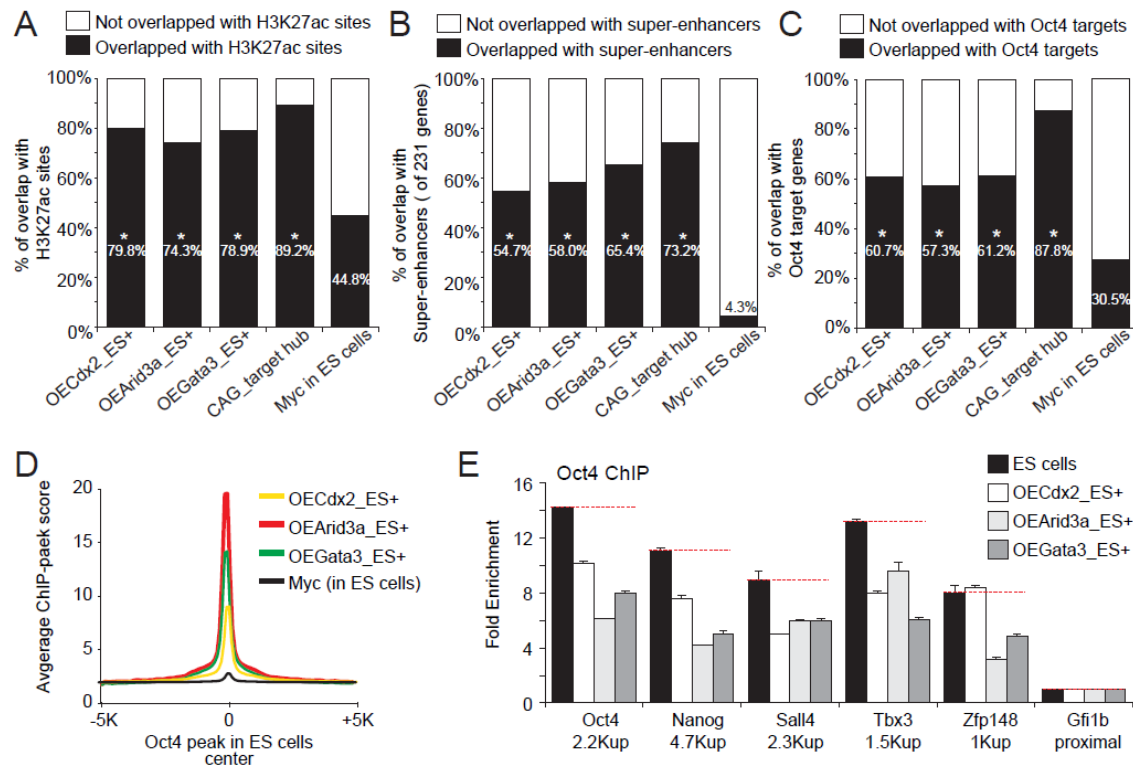 A
Not overlapped with H3K27ac sites
Overlapped with H3K27ac sites
% of overlap with
H3K27ac sites
100%
80%
60%
40%
20%
0%
*
79.8%
*
74.3%
*
78.9%
*
89.2%
44.8%
OECdx2_ES+
OEArid3a_ES+
OEGata3_ES+
CAG_target hub
Myc in ES cells
B
Not overlapped with super-enhancers
Overlapped with super-enhancers
% of overlap with
Super-enhancers ( of 231 genes)
100%
80%
60%
40%
20%
0%
*
54.7%
*
58.0%
*
65.4%
*
73.2%
4.3%
OECdx2_ES+
OEArid3a_ES+
OEGata3_ES+
CAG_target hub
Myc in ES cells
C
Not overlapped with Oct4 targets
Overlapped with Oct4 targets
% of overlap with
Oct4 target genes
100%
80%
60%
40%
20%
0%
*
60.7%
*
57.3%
*
61.2%
*
87.8%
30.5%
OECdx2_ES+
OEArid3a_ES+
OEGata3_ES+
CAG_target hub
Myc in ES cells
D
Avgerage ChIP-paek score
20
15
10
5
0
OECdx2_ES+
OEArid3a_ES+
OEGata3_ES+
Myc (in ES cells)
-5K 0 +5K
Oct4 peak in ES cells
center
E
Oct4 ChIP
ES cells
OECdx2_ES+
OEArid3a_ES+
OEGata3_ES+
Fold Enrichment
16
12
8
4
0
Oct4 Nanog Sall4 Tbx3 Zfp148 Gfi1b
2.2Kup 4.7Kup 2.3Kup 1.5Kup 1Kup proximal